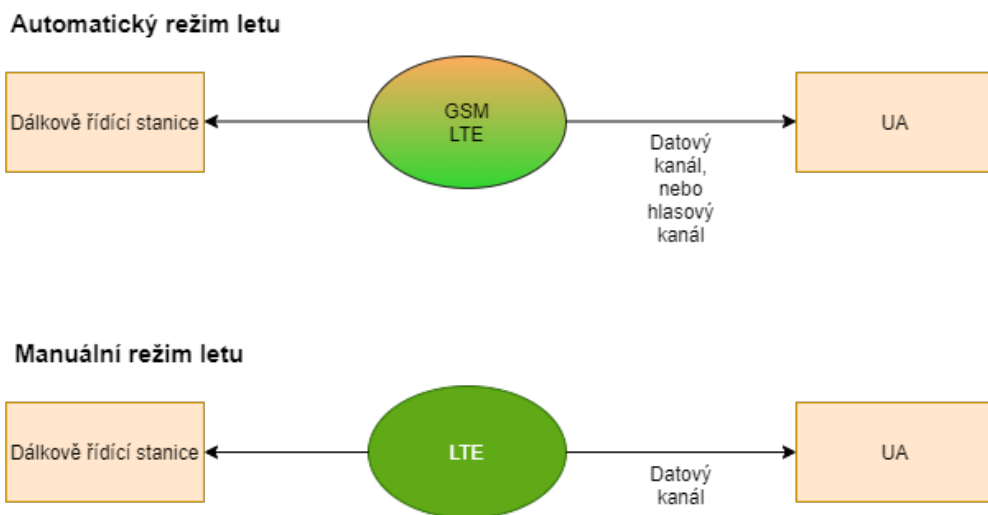 Automatický režim letu
Dálkově řídící stanice
GSM
LTE
Datový
kanál,
nebo
hlasový
kanál
UA
Manuální režim letu
Dálkově řídící stanice
LTE
Datový
kanál
UA